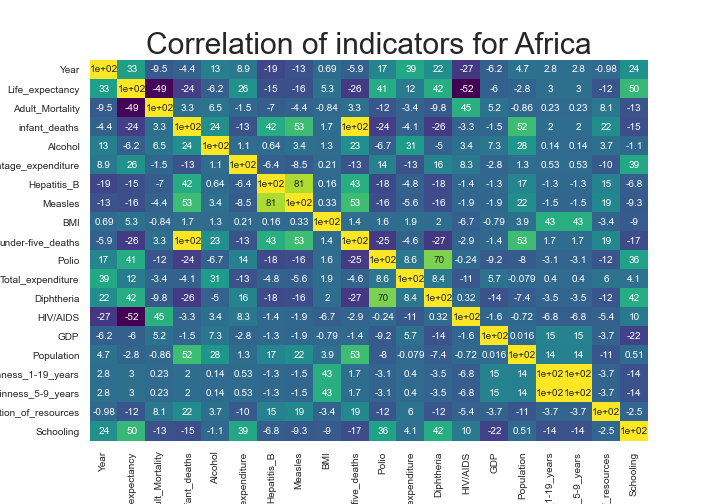 Correlation of indicators for Africa
Year 1e+02 33 -9.5 -4.4 13 8.9 -19 -13 0.69 -5.9 17 39 22 -27 -6.2 4.7 2.8 2.8 -0.98 24
Life_expectancy 33 1e+02 -49 -24 -6.2 26 -15 -16 5.3 -26 41 12 42 -52 -6 -2.8 3 3 -12 50
Adult_Mortality -9.5 -49 1e+02 3.3 6.5 -1.5 -7 -4.4 -0.84 3.3 -12 -3.4 -9.8 45 5.2 -0.86 0.23 0.23 8.1 -13
infant_deaths -4.4 -24 3.3 1e+02 24 -13 42 53 1.7 1e+02 -24 -4.1 -26 -3.3 -1.5 52 2 2 22 -15
Alcohol 13 -6.2 6.5 24 1e+02 1.1 0.64 3.4 1.3 23 -6.7 31 -5 3.4 7.3 28 0.14 0.14 3.7 -1.1
ntage_expenditure 8.9 26 -1.5 -13 1.1 1e+02 -6.4 -8.5 0.21 -13 14 -13 16 8.3 -2.8 1.3 0.53 0.53 -10 39
Hepatitis_B -19 -15 -7 42 0.64 -6.4 1e+02 81 0.16 43 -18 -4.8 -18 -1.4 -1.3 17 -1.3 -1.3 15 -6.8
Measles -13 -16 -4.4 53 3.4 -8.5 81 1e+02 0.33 53 -16 -5.6 -16 -1.9 -1.9 22 -1.5 -1.5 19 -9.3
BMI 0.69 5.3 -0.84 1.7 1.3 0.21 0.16 0.33 1e+02 1.4 1.6 1.9 2 -6.7 -0.79 3.9 43 43 -3.4 -9
under-five_deaths -5.9 -26 3.3 1e+02 23 -13 43 53 1.4 1e+02 -25 -4.6 -27 -2.9 -1.4 53 1.7 1.7 19 -17
Polio 17 41 -12 -24 -6.7 14 -18 -16 1.6 -25 1e+02 8.6 70 -0.24 -9.2 -8 -3.1 -3.1 -12 36
Total_expenditure 39 12 -3.4 -4.1 31 -13 -4.8 -5.6 1.9 -4.6 8.6 1e+02 8.4 -11 5.7 -0.079 0.4 0.4 6 4.1
Diphtheria 22 42 -9.8 -26 -5 16 -18 -16 2 -27 70 8.4 1e+02 0.32 -14 -7.4 -3.5 -3.5 -12 42
HIV/AIDS -27 -52 45 -3.3 3.4 8.3 -1.4 -1.9 -6.7 -2.9 -0.24 -11 0.32 1e+02 -1.6 -0.72 -6.8 -6.8 -5.4 10
GDP -6.2 -6 5.2 -1.5 7.3 -2.8 -1.3 -1.9 -0.79 -1.4 -9.2 5.7 -14 -1.6 1e+02 0.016 15 15 -3.7 -22
Population 4.7 -2.8 -0.86 52 28 1.3 17 22 3.9 53 -8 -0.079 -7.4 -0.72 0.016 1e+02 14 14 -11 0.51
nness_1-19_years 2.8 3 0.23 2 0.14 0.53 -1.3 -1.5 43 1.7 -3.1 0.4 -3.5 -6.8 15 14 1e+02 1e+02 -3.7 -14
inness_5-9_years 2.8 3 0.23 2 0.14 0.53 -1.3 -1.5 43 1.7 -3.1 0.4 -3.5 -6.8 15 14 1e+02 1e+02 -3.7 -14
tion_of_resources -0.98 -12 8.1 22 3.7 -10 15 19 -3.4 19 -12 6 -12 -5.4 -3.7 -11 -3.7 -3.7 1e+02 -2.5
Schooling 24 50 -13 -15 -1.1 39 -6.8 -9.3 -9 -17 36 4.1 42 10 -22 0.51 -14 -14 -2.5 1e+02
Year expectancy ult_Mortality fant_deaths Alcohol expenditure Hepatitis_B Measles BMI five_deaths Polio expenditure Diphtheria HIV/AIDS GDP Population 1-19_years 5-9_years resources Schooling